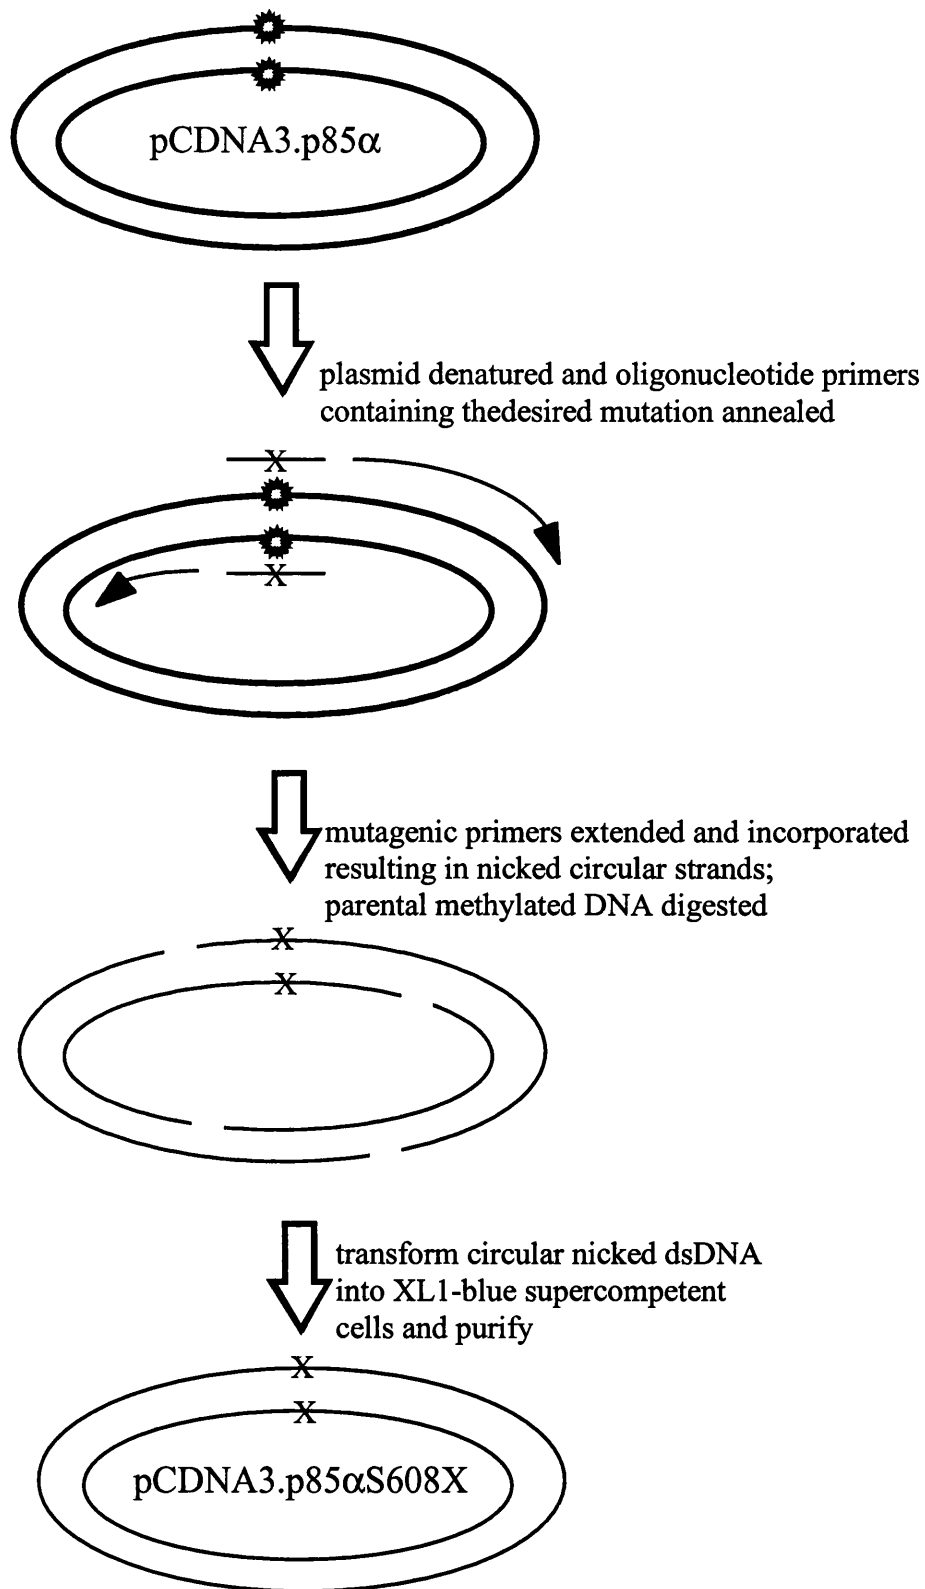 pCDNA3.p85α
plasmid denatured and oligonucleotide primers
containing thedesired mutation annealed
X
X
mutagenic primers extended and incorporated
resulting in nicked circular strands;
parental methylated DNA digested
X
X
transform circular nicked dsDNA
into XL1-blue supercompetent
cells and purify
X
X
pCDNA3.p85αS608X